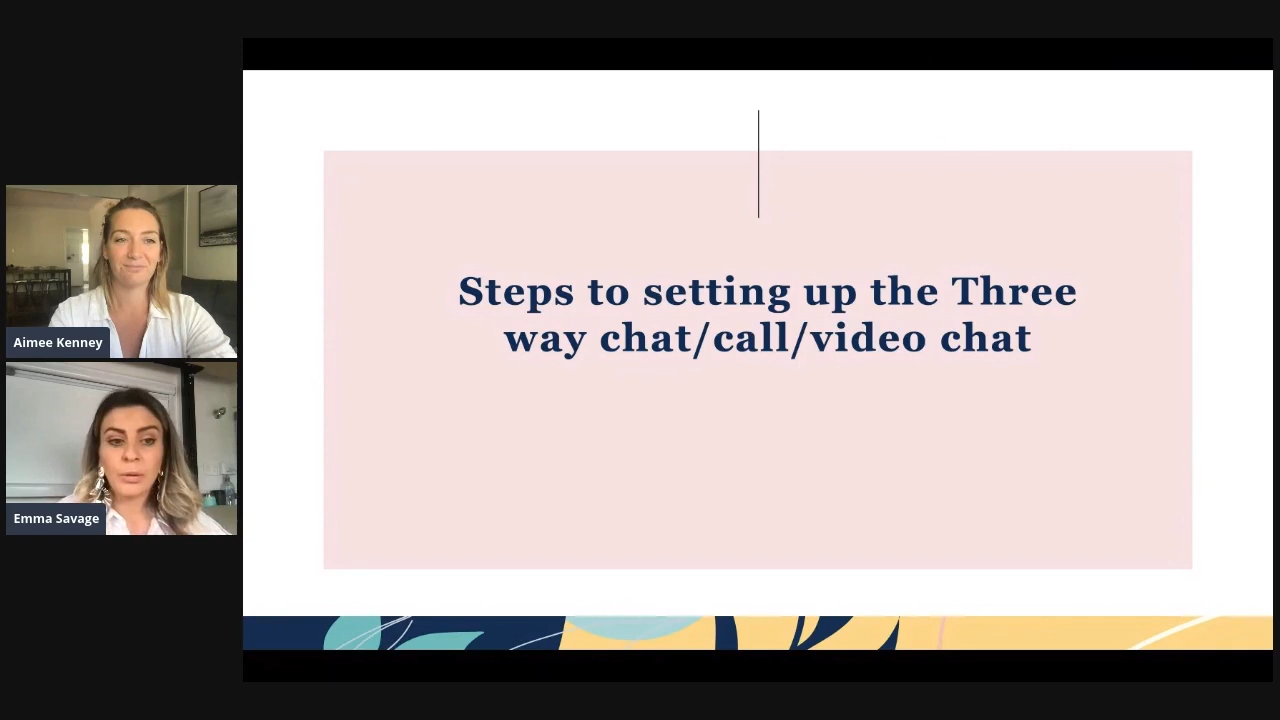 Aimee Kenney
Emma Savage
Steps to setting up the Three
way chat/call/video chat